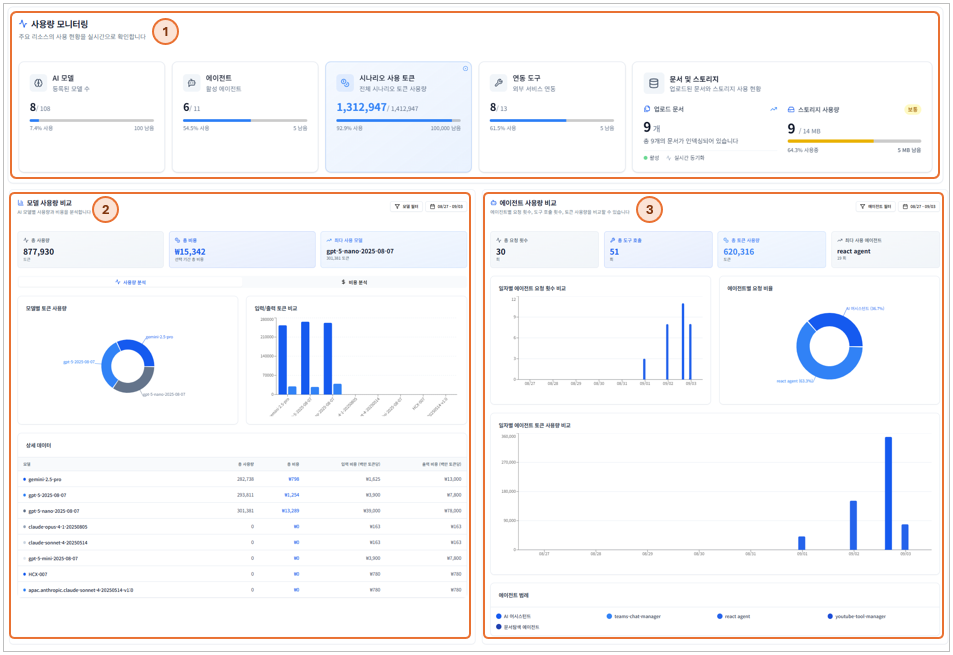 사용량 모니터링
1
주요 리소스의 사용 현황을 실시간으로 확인합니다
AI 모델
등록된 모델 수
8/ 108
7.4% 사용
100 남음
에이전트
활성 에이전트
6/ 11
54.5% 사용
5 남음
시나리오 사용 토큰
전체 시나리오 토큰 사용량
1,312,947/ 1,412,947
92.9% 사용
100,000 남음
연동 도구
외부 서비스 연동
8/ 13
61.5% 사용
5 남음
문서 및 스토리지
업로드된 문서와 스토리지 사용 현황
업로드 문서
9 개
총 9개의 문서가 인덱싱되어 있습니다
활성
실시간 동기화
스토리지 사용량
보통
9 / 14 MB
64.3% 사용중
5 MB 남음
모델 사용량 비교
2
AI 모델별 사용량과 비용을 분석합니다
모델 필터
08/27 - 09/03
총 사용량
877,930
토큰
총 비용
₩15,342
선택 기간 총 비용
최다 사용 모델
gpt-5-nano-2025-08-07
301,381 토큰
사용량 분석
$ 비용 분석
모델별 토큰 사용량
gemini-2.5-pro
gpt-5-2025-08-07
gpt-5-nano-2025-08-07
입력/출력 토큰 비교
280000
210000
140000
70000
0
HCX-007
상세 데이터
모델
총 사용량
총 비용
입력 비용 (백만 토큰당)
출력 비용 (백만 토큰당)
gemini-2.5-pro 282,738 ₩798 ₩1,625 ₩13,000
gpt-5-2025-08-07 293,811 ₩1,254 ₩3,900 ₩7,800
gpt-5-nano-2025-08-07 301,381 ₩13,289 ₩39,000 ₩78,000
claude-opus-4-1-20250805 0 ₩0 ₩163 ₩163
claude-sonnet-4-20250514 0 ₩0 ₩163 ₩163
gpt-5-mini-2025-08-07 0 ₩0 ₩3,900 ₩7,800
HCX-007 0 ₩0 ₩780 ₩780
apac.anthropic.claude-sonnet-4-20250514-v1:0 0 ₩0 ₩780 ₩780
에이전트 사용량 비교
3
에이전트별 요청 횟수, 도구 호출 횟수, 토큰 사용량을 비교할 수 있습니다
에이전트 필터
08/27 - 09/03
총 요청 횟수
30
회
총 도구 호출
51
회
총 토큰 사용량
620,316
토큰
최다 사용 에이전트
react agent
일자별 에이전트 요청 횟수 비교
12
9
6
3
0
08/27 08/28 08/29 08/30 08/31 09/01 09/02 09/03
에이전트별 요청 비율
AI 어시스턴트 (36.7%)
react agent (63.3%)
일자별 에이전트 토큰 사용량 비교
270,000
180,000
90,000
0
08/27 08/28 08/29 08/30 08/31 09/01 09/02 09/03
에이전트 범례
AI 어시스턴트
teams-chat-manager
react agent
youtube-tool-manager
문서탐색 에이전트